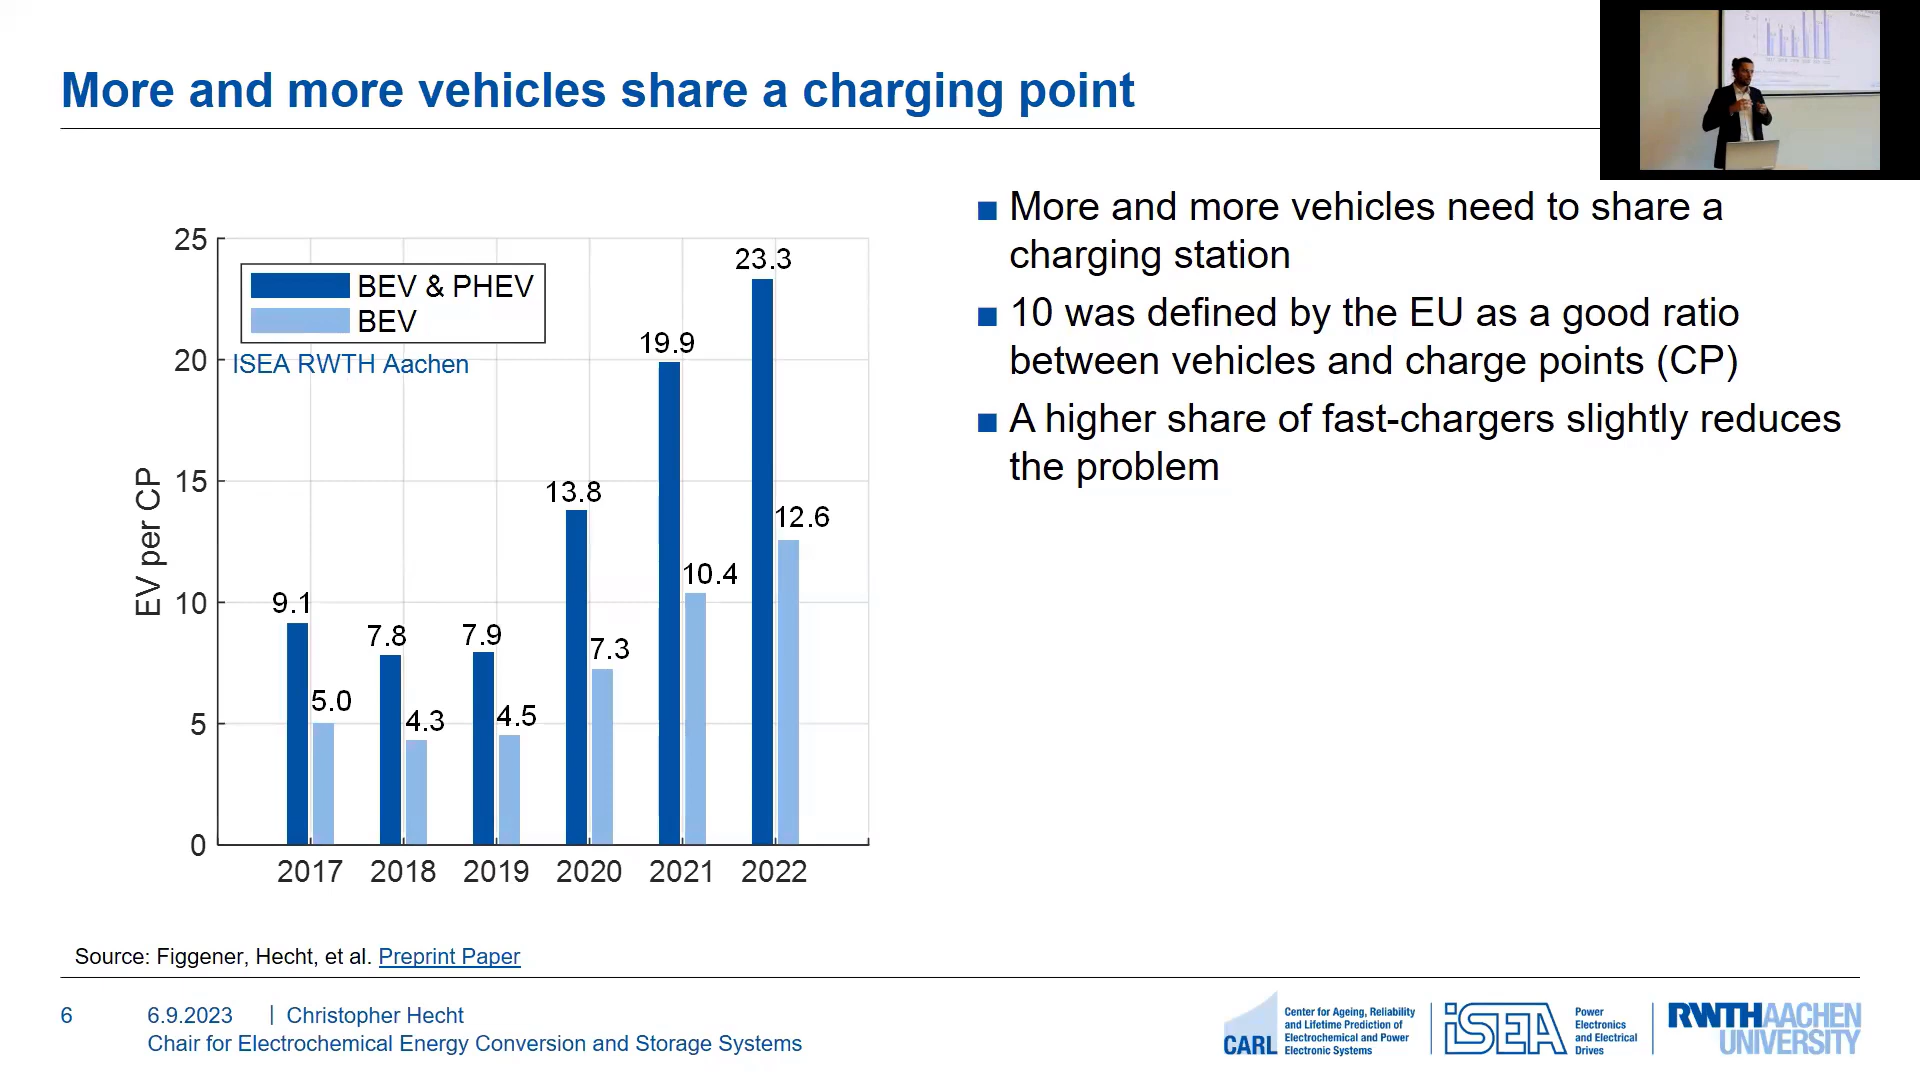 More and more vehicles share a charging point
25
20
15
10
5
0
EV per CP
BEV & PHEV
BEV
ISEA RWTH Aachen
9.1
5.0
7.8
4.3
7.9
4.5
13.8
7.3
19.9
10.4
23.3
12.6
2017 2018 2019 2020 2021 2022
■ More and more vehicles need to share a
charging station
■ 10 was defined by the EU as a good ratio
between vehicles and charge points (CP)
■ A higher share of fast-chargers slightly reduces
the problem
Source: Figgener, Hecht, et al. Preprint Paper
6 6.9.2023 | Christopher Hecht
Chair for Electrochemical Energy Conversion and Storage Systems
CARL
Center for Ageing, Reliability
and Lifetime Prediction of
Electrochemical and Power
Electronic Systems
iSEA
Power
Electronics
and Electrical
Drives
RWTHAACHEN
UNIVERSITY